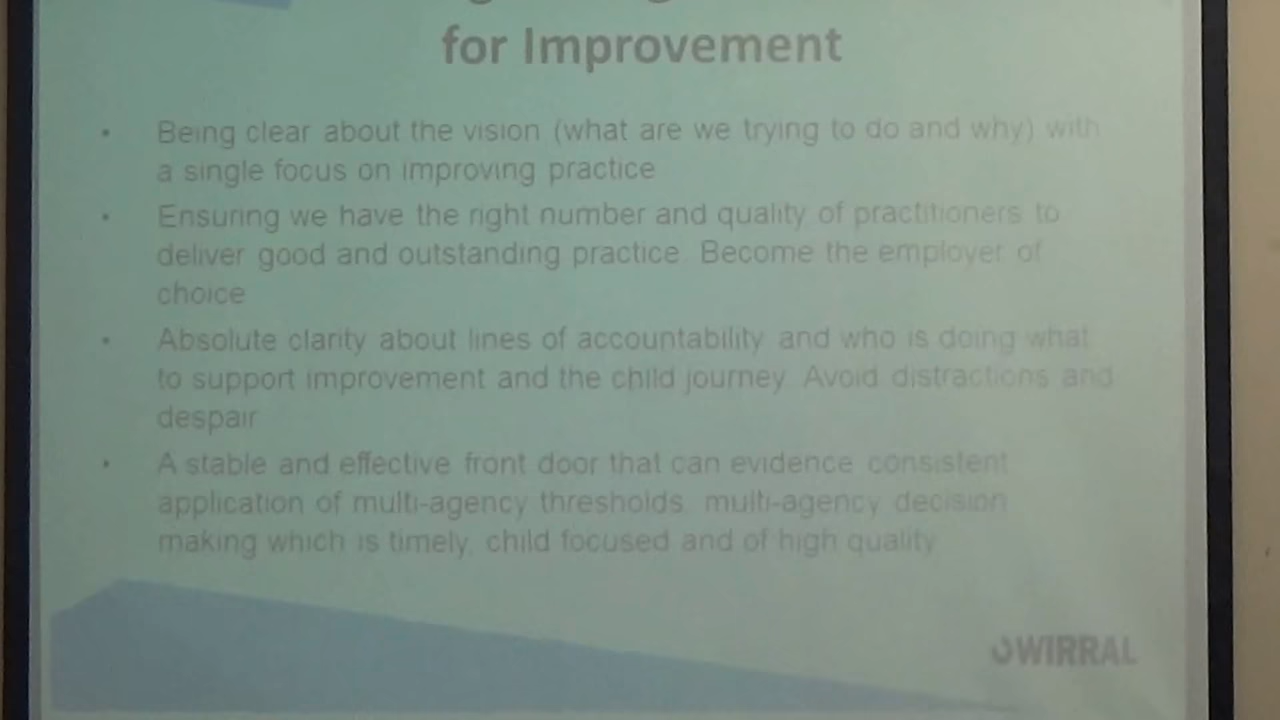 for Improvement
• Being clear about the vision (what are we trying to do and why) with
a single focus on improving practice
• Ensuring we have the right number and quality of practitioners to
deliver good and outstanding practice. Become the employer of
choice
• Absolute clarity about lines of accountability and who is doing what
to support improvement and the child journey. Avoid distractions and
despair
• A stable and effective front door that can evidence consistent
application of multi-agency thresholds, multi-agency decision
making which is timely, child focused and of high quality
WIRRAL